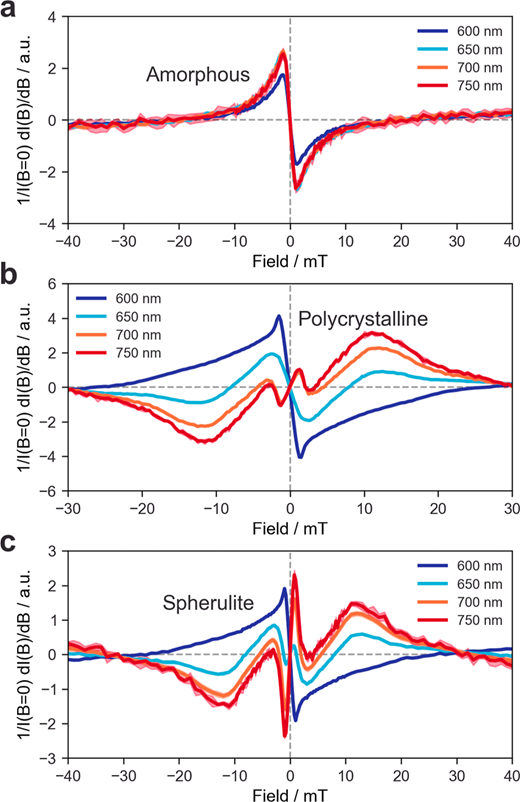 a
1/I(B=0) dI(B)/dB / a.u.
4
2
0
−2
−4
Amorphous
600 nm
650 nm
700 nm
750 nm
−40 −30 −20 −10 0 10 20 30 40
Field / mT
b
1/I(B=0) dI(B)/dB / a.u.
6
4
2
0
−2
−4
−6
600 nm
650 nm
700 nm
750 nm
Polycrystalline
−30 −20 −10 0 10 20 30
Field / mT
c
1/I(B=0) dI(B)/dB / a.u.
3
2
1
0
−1
−2
−3
Spherulite
600 nm
650 nm
700 nm
750 nm
−40 −30 −20 −10 0 10 20 30 40
Field / mT